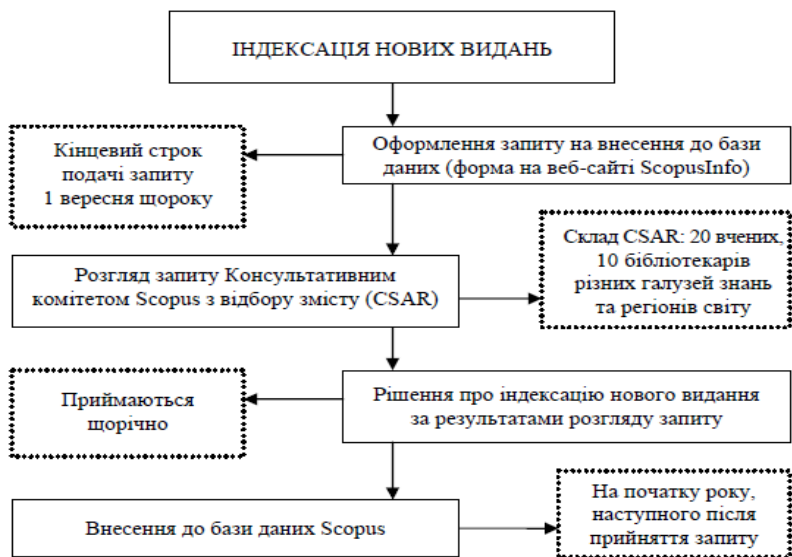 ІНДЕКСАЦІЯ НОВИХ ВИДАНЬ
Кінцевий строк
подачі запиту
1 вересня щороку
Оформлення запиту на внесення до бази
даних (форма на веб-сайті ScopusInfo)
Розгляд запиту Консультативним
комітетом Scopus з відбору змісту (CSAR)
Склад CSAR: 20 вчених,
10 бібліотекарів
різних галузей знань
та регіонів світу
Приймаються
щорічно
Рішення про індексацію нового видання
за результатами розгляду запиту
Внесення до бази даних Scopus
На початку року,
наступного після
прийняття запиту